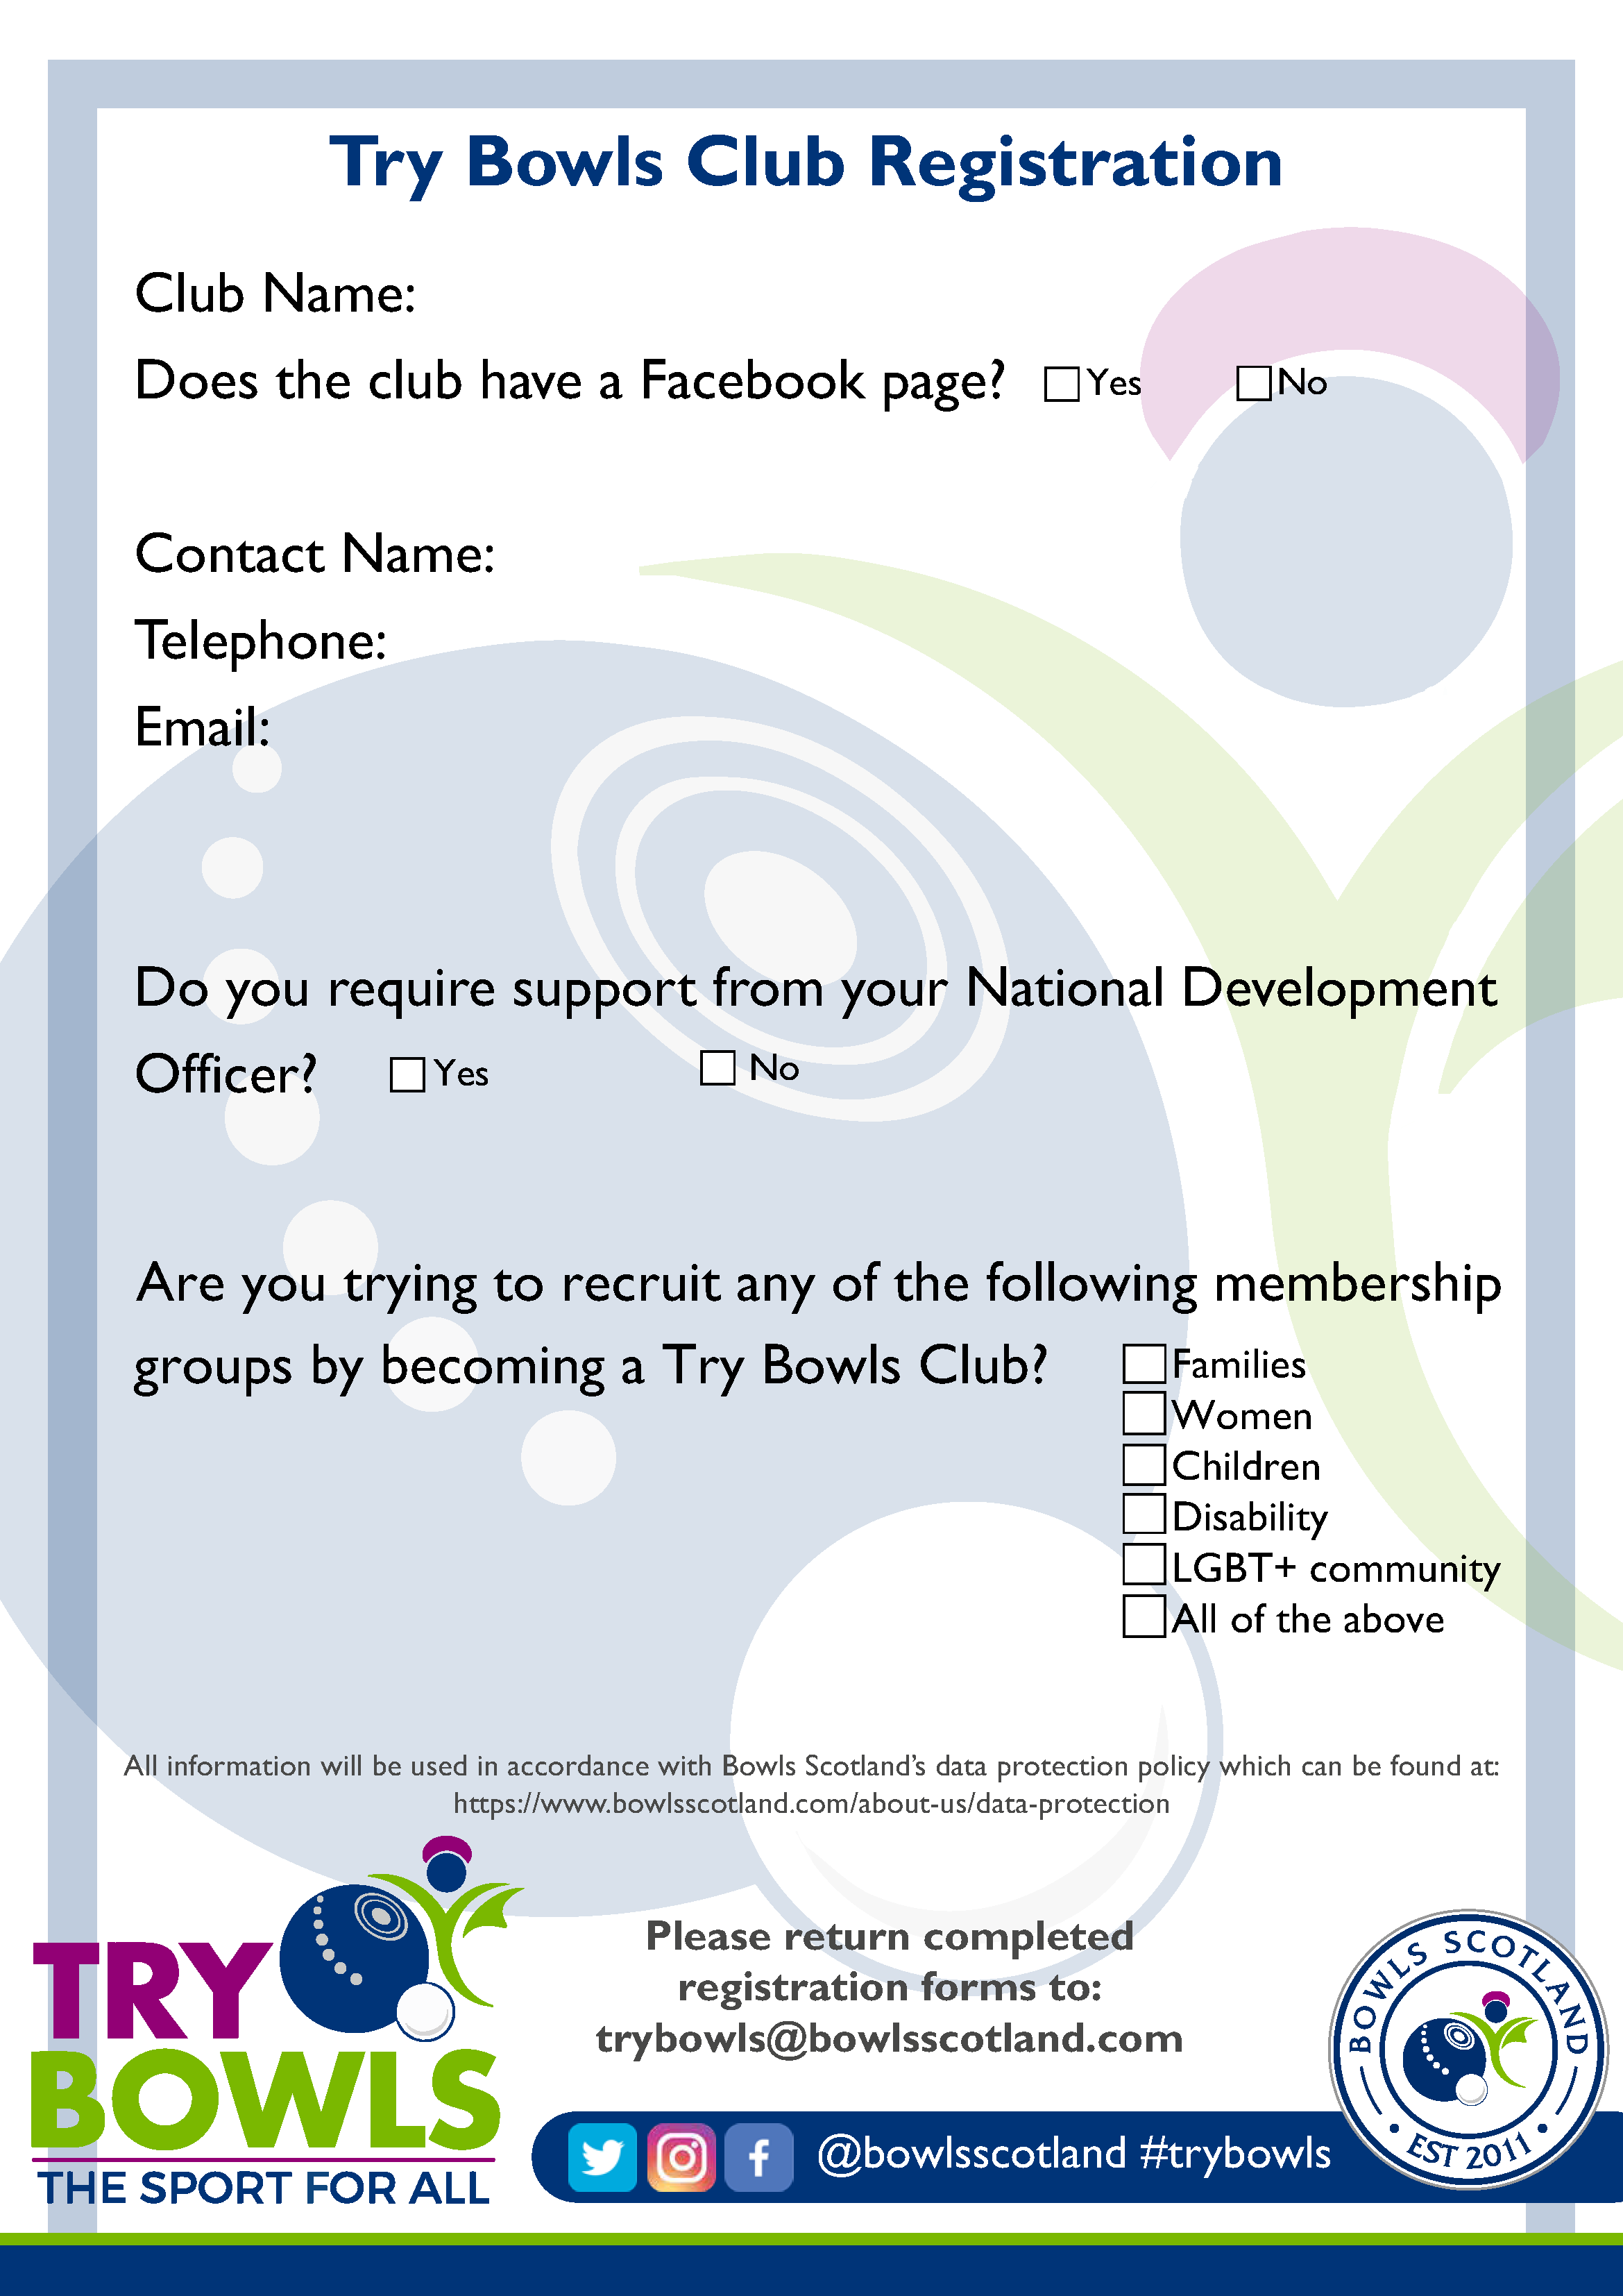 Try Bowls Club Registration
Club Name:
Does the club have a Facebook page? Yes No
Contact Name:
Telephone:
Email:
Do you require support from your National Development
Officer? Yes No
Are you trying to recruit any of the following membership
groups by becoming a Try Bowls Club? Families
Women
Children
Disability
LGBT+ community
All of the above
All information will be used in accordance with Bowls Scotland’s data protection policy which can be found at:
https://www.bowlsscotland.com/about-us/data-protection
Please return completed
registration forms to:
trybowls@bowlsscotland.com
TRY
BOWLS
THE SPORT FOR ALL
@bowlsscotland #trybowls
BOWLS SCOTLAND
EST 2011